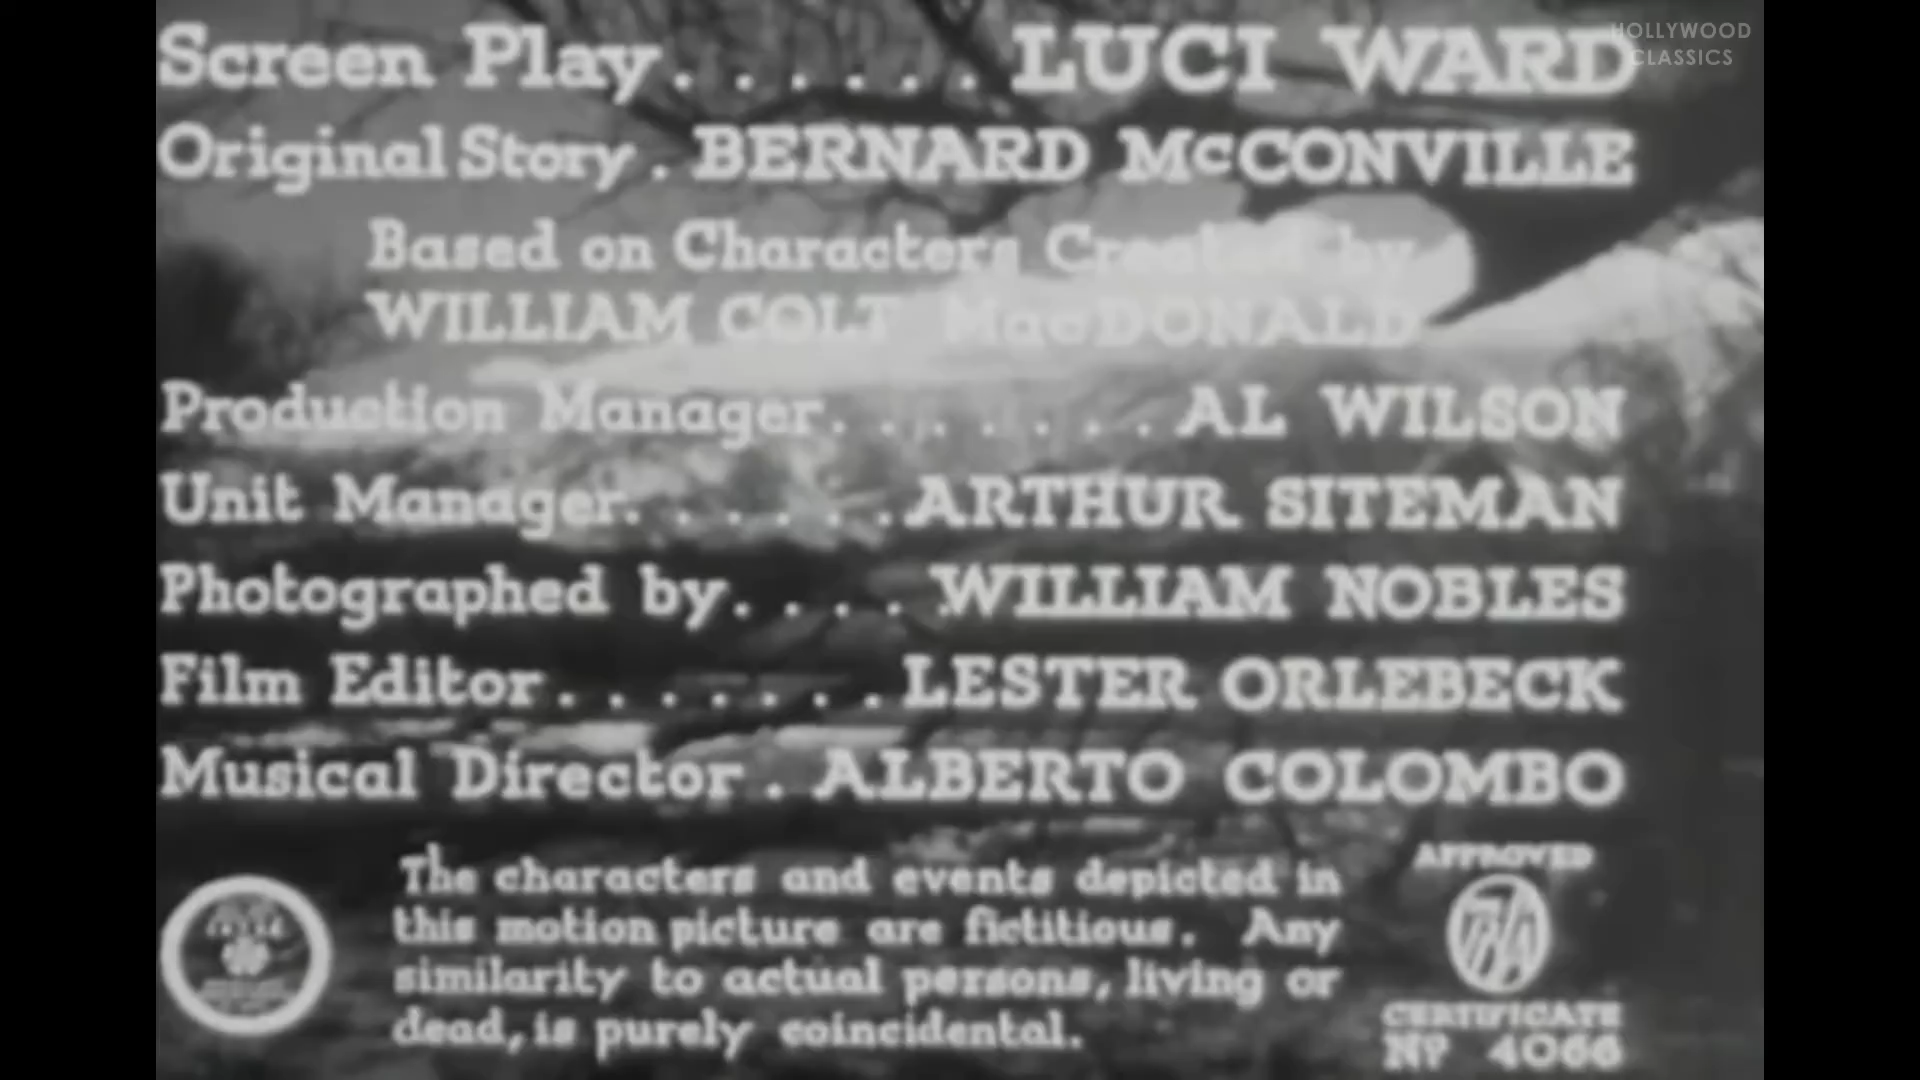 HOLLYWOOD
CLASSICS
Screen Play . . . . . . LUCI WARD
Original Story . BERNARD McCONVILLE
Based on Characters Created by
WILLIAM COLT MacDONALD
Production Manager. . . . . . . AL WILSON
Unit Manager. . . . . . ARTHUR SITEMAN
Photographed by. . . . WILLIAM NOBLES
Film Editor . . . . . . . LESTER ORLEBECK
Musical Director . ALBERTO COLOMBO
The characters and events depicted in
this motion picture are fictitious. Any
similarity to actual persons, living or
dead, is purely coincidental.
APPROVED
CERTIFICATE
Nº 4066